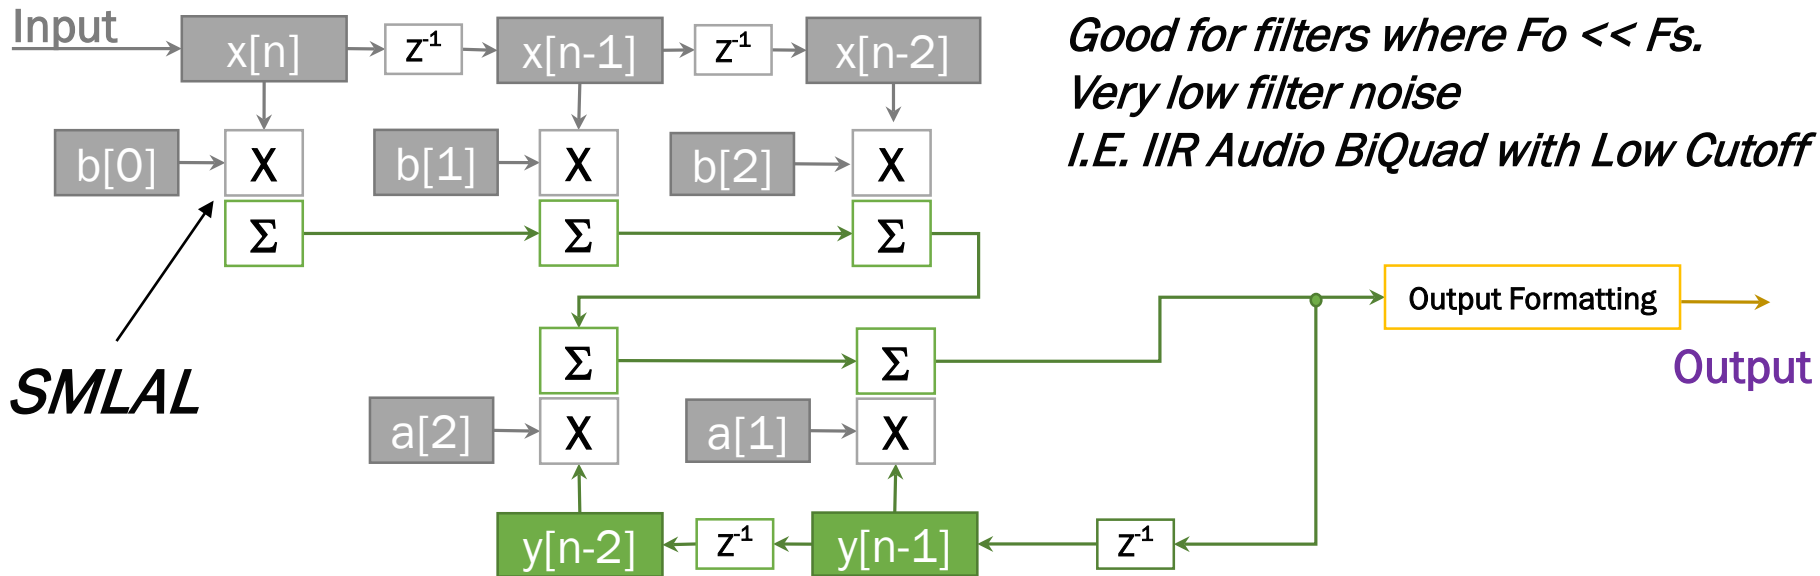 Input
x[n]
z-1
x[n-1]
z-1
x[n-2]
Good for filters where Fo << Fs.
Very low filter noise
I.E. IIR Audio BiQuad with Low Cutoff
b[0]
X
b[1]
X
b[2]
X
Σ
Σ
Σ
SMLAL
Σ
Σ
Output Formatting
Output
a[2]
X
a[1]
X
y[n-2]
z-1
y[n-1]
z-1